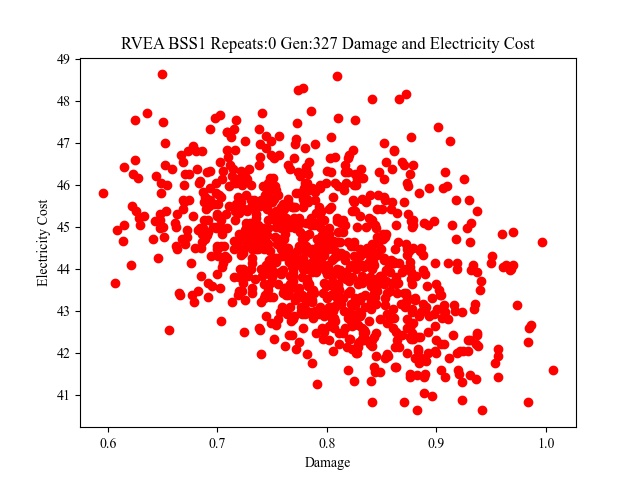 RVEA BSS1 Repeats:0 Gen:327 Damage and Electricity Cost
49
48
47
46
45
44
43
42
41
Electricity Cost
0.6 0.7 0.8 0.9 1.0
Damage